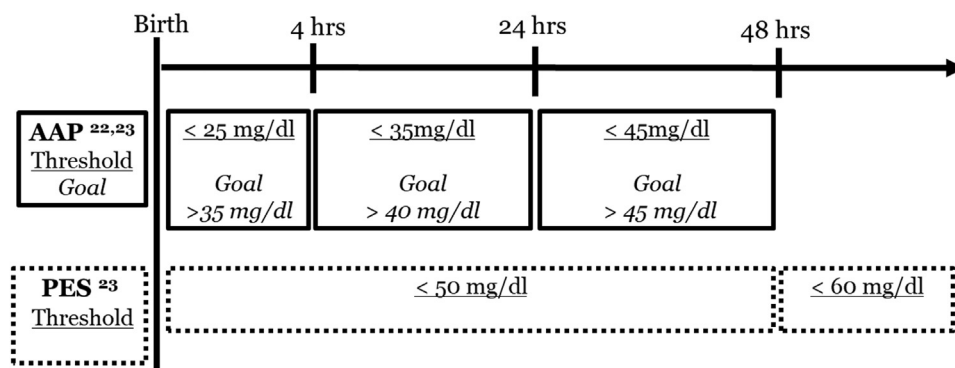 Birth
4 hrs
24 hrs
48 hrs
AAP 22,23
Threshold
Goal
< 25 mg/dl
Goal
>35 mg/dl
< 35mg/dl
Goal
> 40 mg/dl
< 45mg/dl
Goal
> 45 mg/dl
PES 23
Threshold
< 50 mg/dl
< 60 mg/dl